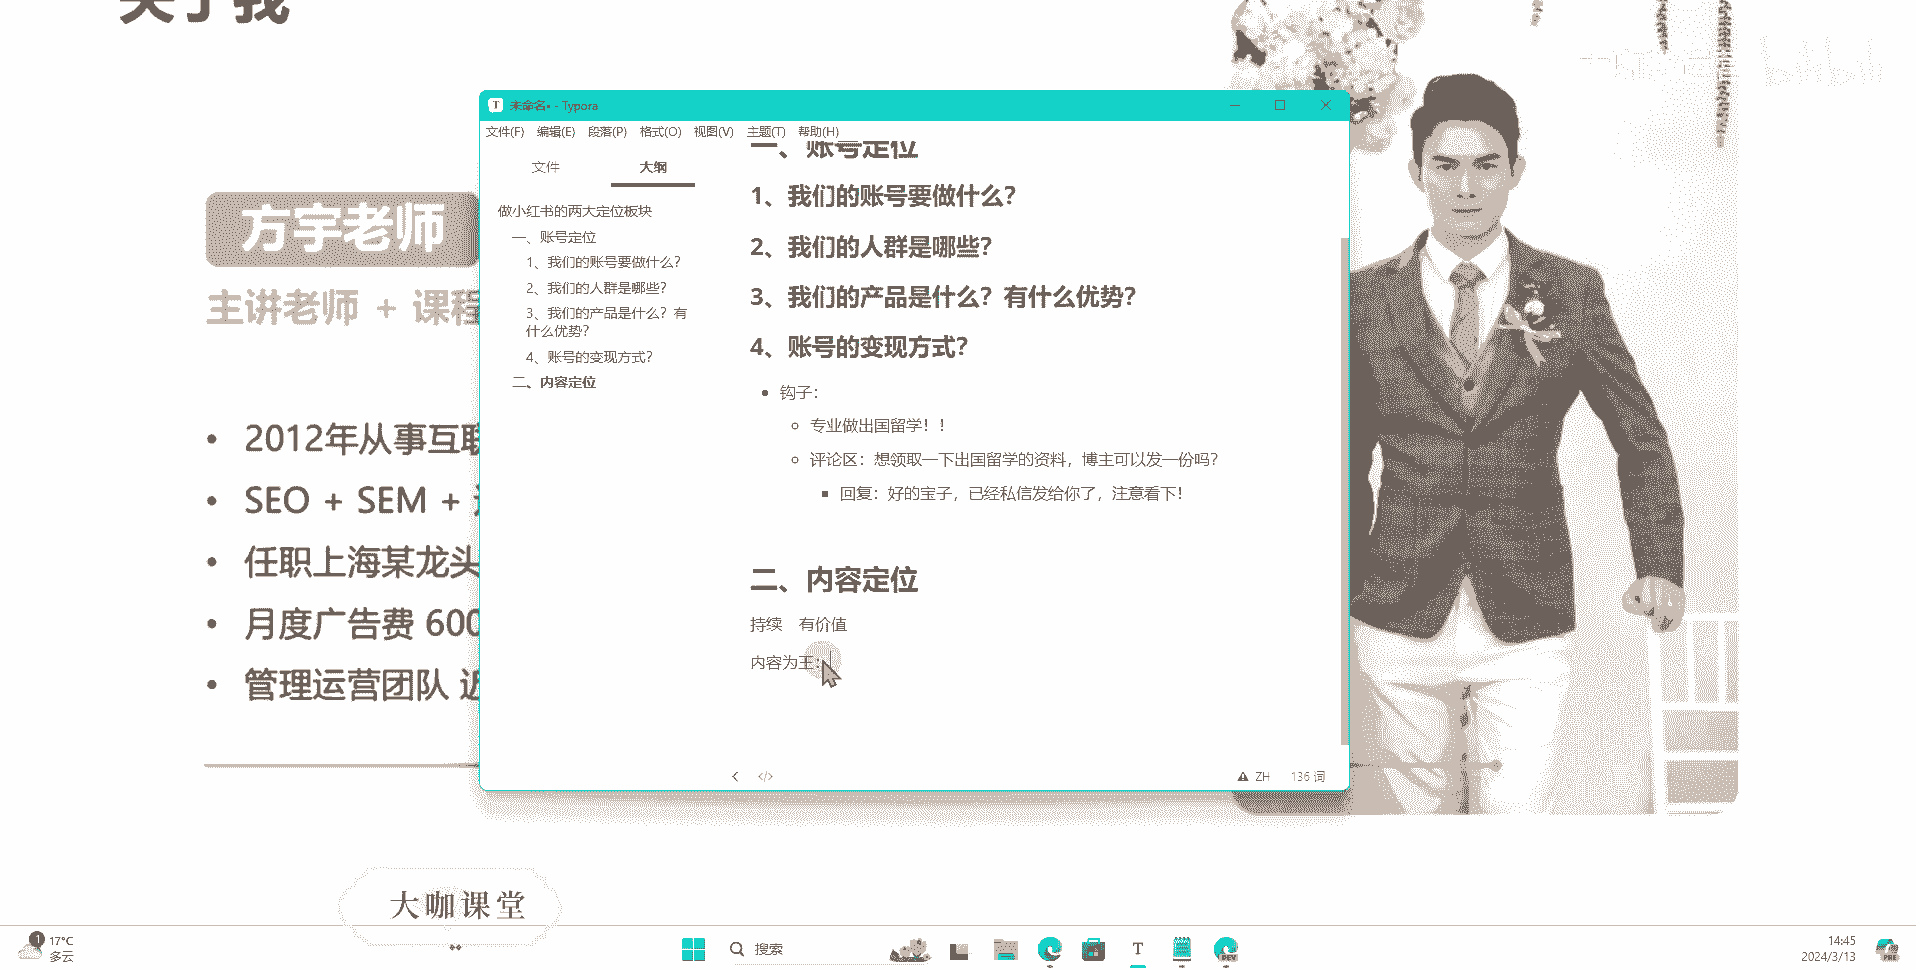 关于我
bilibili
方宇老师
主讲老师 + 课程
2012年从事互联
SEO + SEM +
任职上海某龙头
月度广告费 600
管理运营团队 近
未命名• - Typora
文件(F) 编辑(E) 段落(P) 格式(O) 视图(V) 主题(T) 帮助(H)
文件 大纲
做小红书的两大定位板块
一、账号定位
1、我们的账号要做什么？
2、我们的人群是哪些？
3、我们的产品是什么？有
什么优势？
4、账号的变现方式？
二、内容定位
一、账号定位
1、我们的账号要做什么？
2、我们的人群是哪些？
3、我们的产品是什么？有什么优势？
4、账号的变现方式？
钩子：
专业做出国留学！！
评论区：想领取一下出国留学的资料，博主可以发一份吗？
回复：好的宝子，已经私信发给你了，注意看下！
二、内容定位
持续 有价值
内容为王：
</> ZH 136 词
大咖课堂
1 17°C
多云
搜索
T
DEV
14:45
2024/3/13
PRE